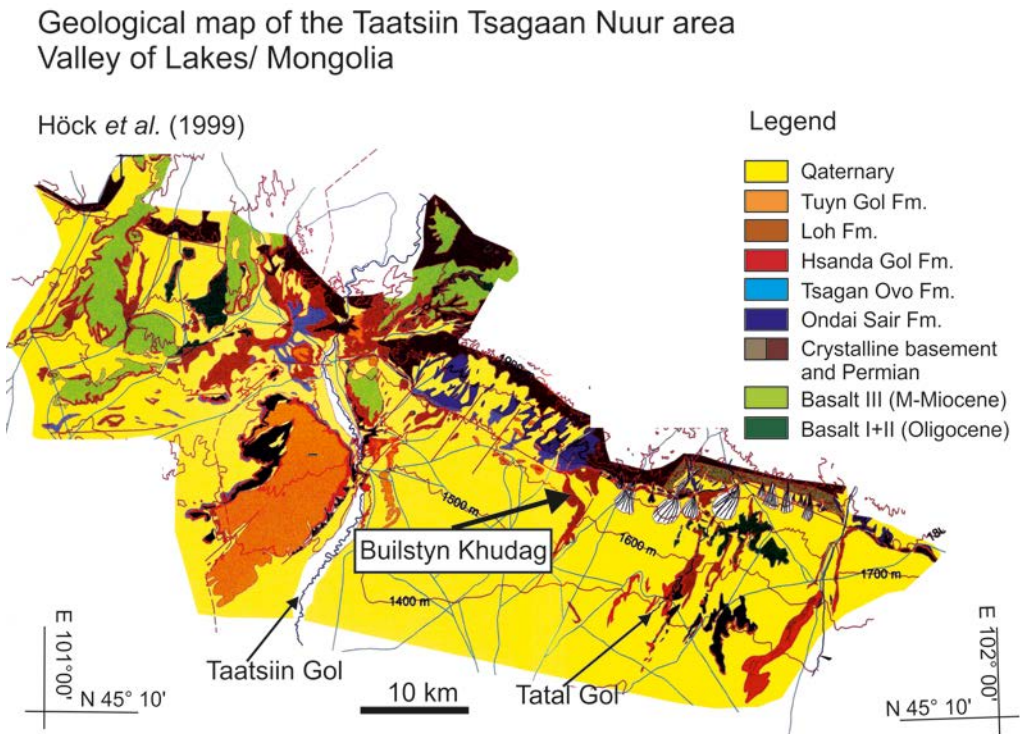 Geological map of the Taatsiin Tsagaan Nuur area
Valley of Lakes/ Mongolia
Höck et al. (1999)
Legend
Qaternary
Tuyn Gol Fm.
Loh Fm.
Hsanda Gol Fm.
Tsagan Ovo Fm.
Ondai Sair Fm.
Crystalline basement
and Permian
Basalt III (M-Miocene)
Basalt I+II (Oligocene)
1500 m
Builstyn Khudag
1600 m
1700 m
1400 m
Taatsiin Gol
Tatal Gol
10 km
E 101°00'
N 45° 10'
E 102° 00'
N 45° 10'